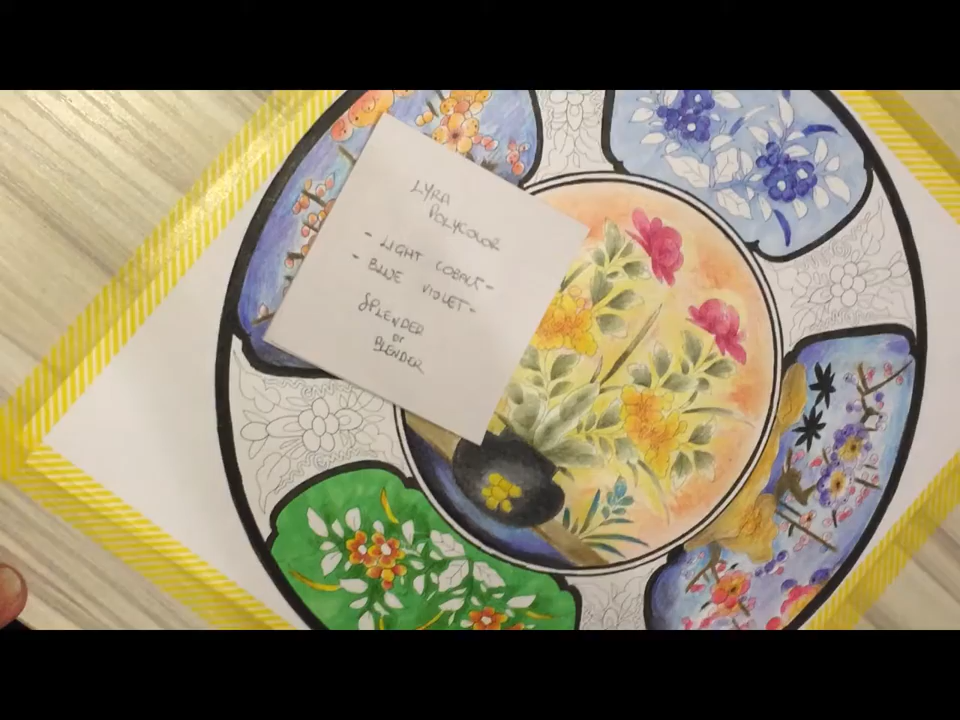 LYRA
POLYCOLOR
- LIGHT COBALT -
- BLUE VIOLET -
SPLENDER
or
BLENDER